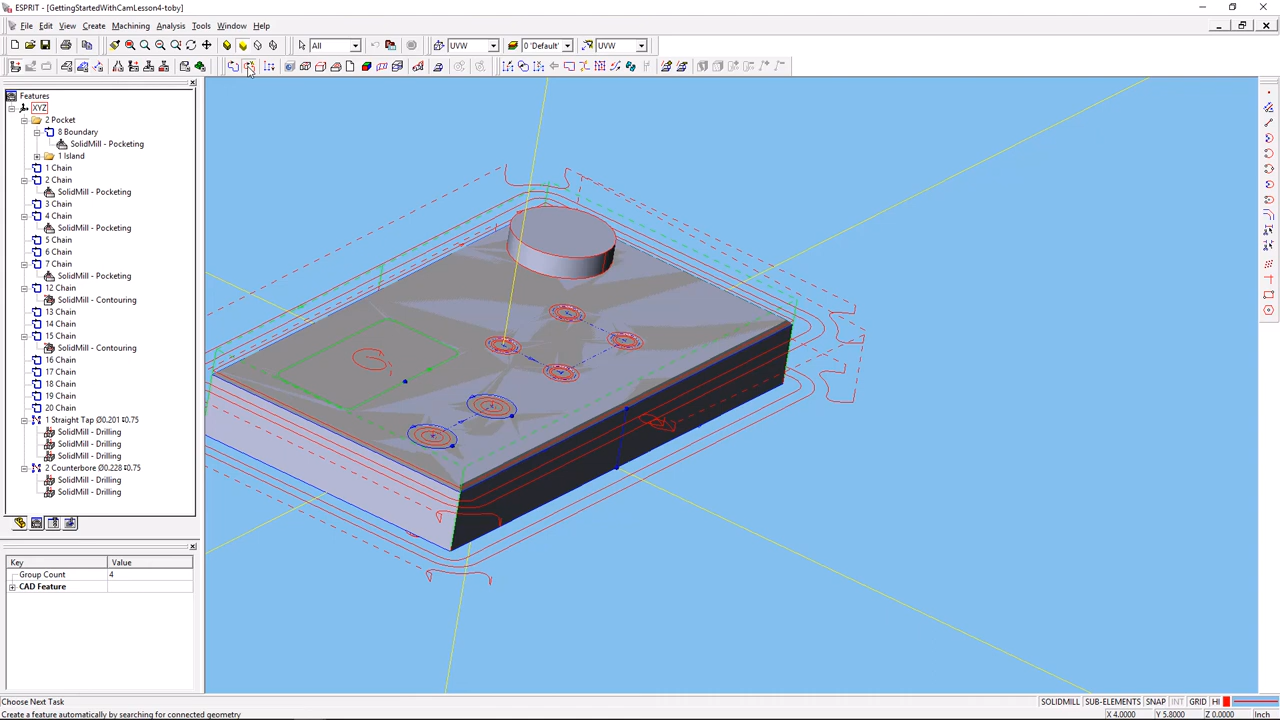 ESPRIT - [GettingStartedWithCamLesson4-toby]
File Edit View Create Machining Analysis Tools Window Help
All UVW 0 'Default' UVW
Features
XYZ
2 Pocket
8 Boundary
SolidMill - Pocketing
1 Island
1 Chain
2 Chain
SolidMill - Pocketing
3 Chain
4 Chain
SolidMill - Pocketing
5 Chain
6 Chain
7 Chain
SolidMill - Pocketing
12 Chain
SolidMill - Contouring
13 Chain
14 Chain
15 Chain
SolidMill - Contouring
16 Chain
17 Chain
18 Chain
19 Chain
20 Chain
1 Straight Tap Ø0.201 ↧0.75
SolidMill - Drilling
SolidMill - Drilling
SolidMill - Drilling
2 Counterbore Ø0.228 ↧0.75
SolidMill - Drilling
SolidMill - Drilling
Key Value
Group Count 4
CAD Feature
Choose Next Task SOLIDMILL SUB-ELEMENTS SNAP INT GRID HI
Create a feature automatically by searching for connected geometry X 4.0000 Y 5.8000 Z 0.0000 Inch